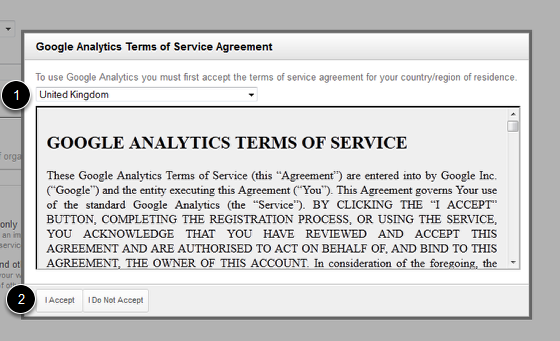 Google Analytics Terms of Service Agreement
To use Google Analytics you must first accept the terms of service agreement for your country/region of residence.
1
United Kingdom
GOOGLE ANALYTICS TERMS OF SERVICE
These Google Analytics Terms of Service (this “Agreement”) are entered into by Google Inc.
(“Google”) and the entity executing this Agreement (“You”). This Agreement governs Your use
of the standard Google Analytics (the “Service”). BY CLICKING THE “I ACCEPT”
BUTTON, COMPLETING THE REGISTRATION PROCESS, OR USING THE SERVICE,
YOU ACKNOWLEDGE THAT YOU HAVE REVIEWED AND ACCEPT THIS
AGREEMENT AND ARE AUTHORISED TO ACT ON BEHALF OF, AND BIND TO THIS
AGREEMENT, THE OWNER OF THIS ACCOUNT. In consideration of the foregoing, the
only
2
I Accept
I Do Not Accept